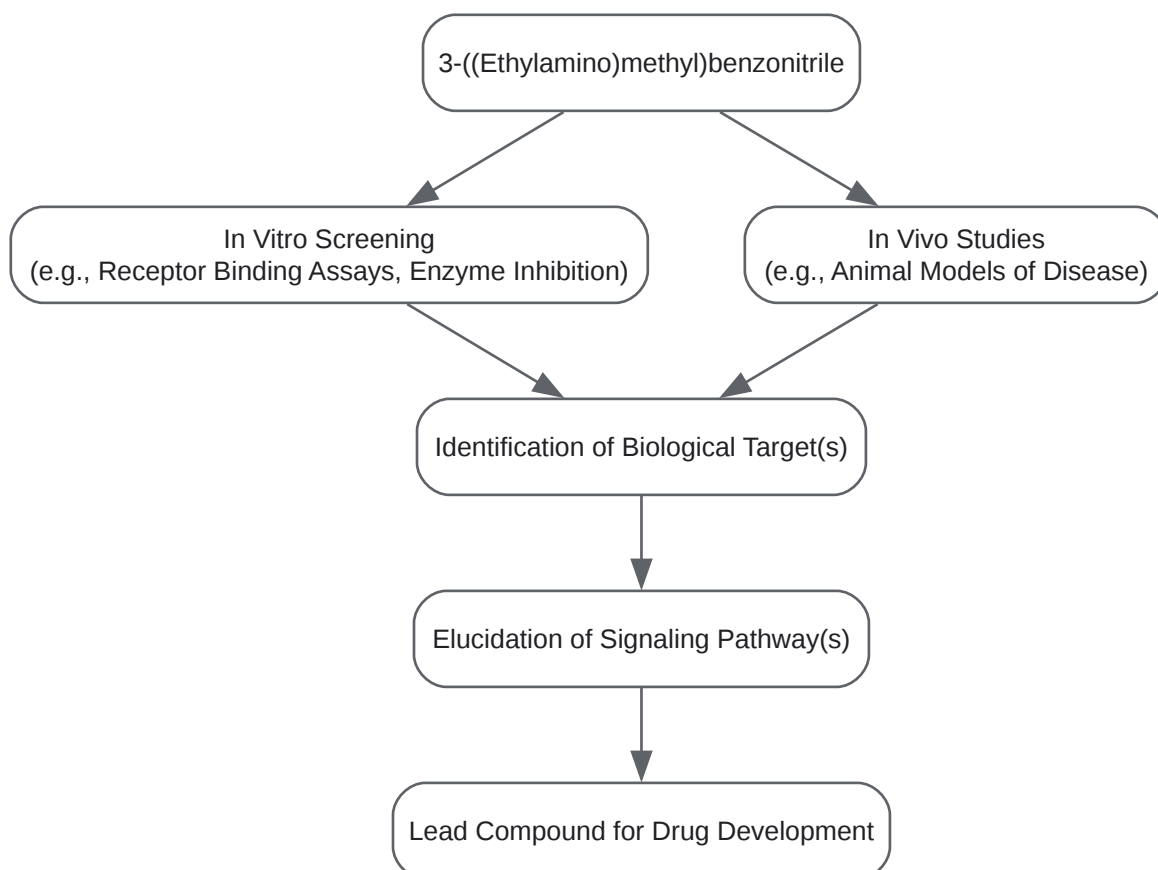 3-((Ethylamino)methyl)benzonitrile
In Vitro Screening
(e.g., Receptor Binding Assays, Enzyme Inhibition)
In Vivo Studies
(e.g., Animal Models of Disease)
Identification of Biological Target(s)
Elucidation of Signaling Pathway(s)
Lead Compound for Drug Development